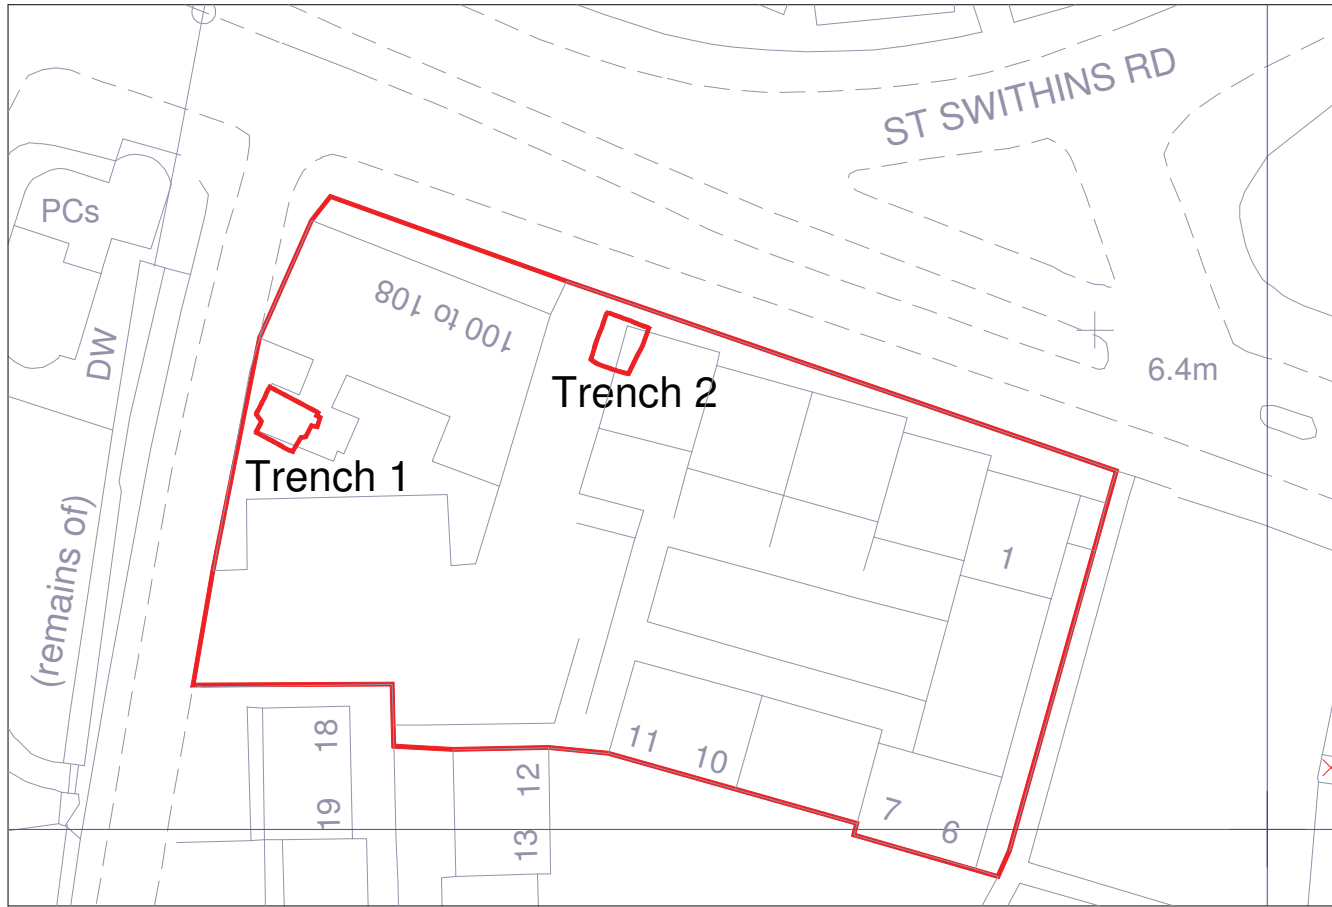 ST SWITHINS RD
PCs
100 to 108
DW
6.4m
Trench 2
Trench 1
(remains of)
1
18
11
10
12
19
7
6
13